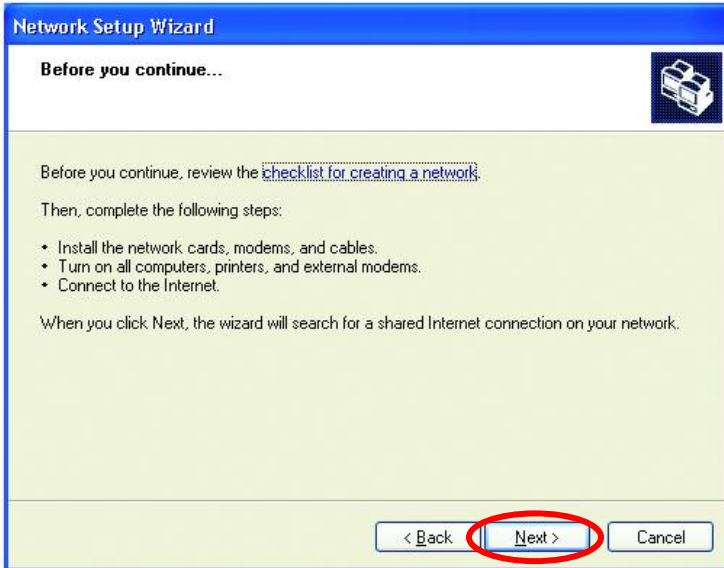 Network Setup Wizard
Before you continue...
Before you continue, review the checklist for creating a network.
Then, complete the following steps:
• Install the network cards, modems, and cables.
• Turn on all computers, printers, and external modems.
• Connect to the Internet.
When you click Next, the wizard will search for a shared Internet connection on your network.
< Back Next > Cancel